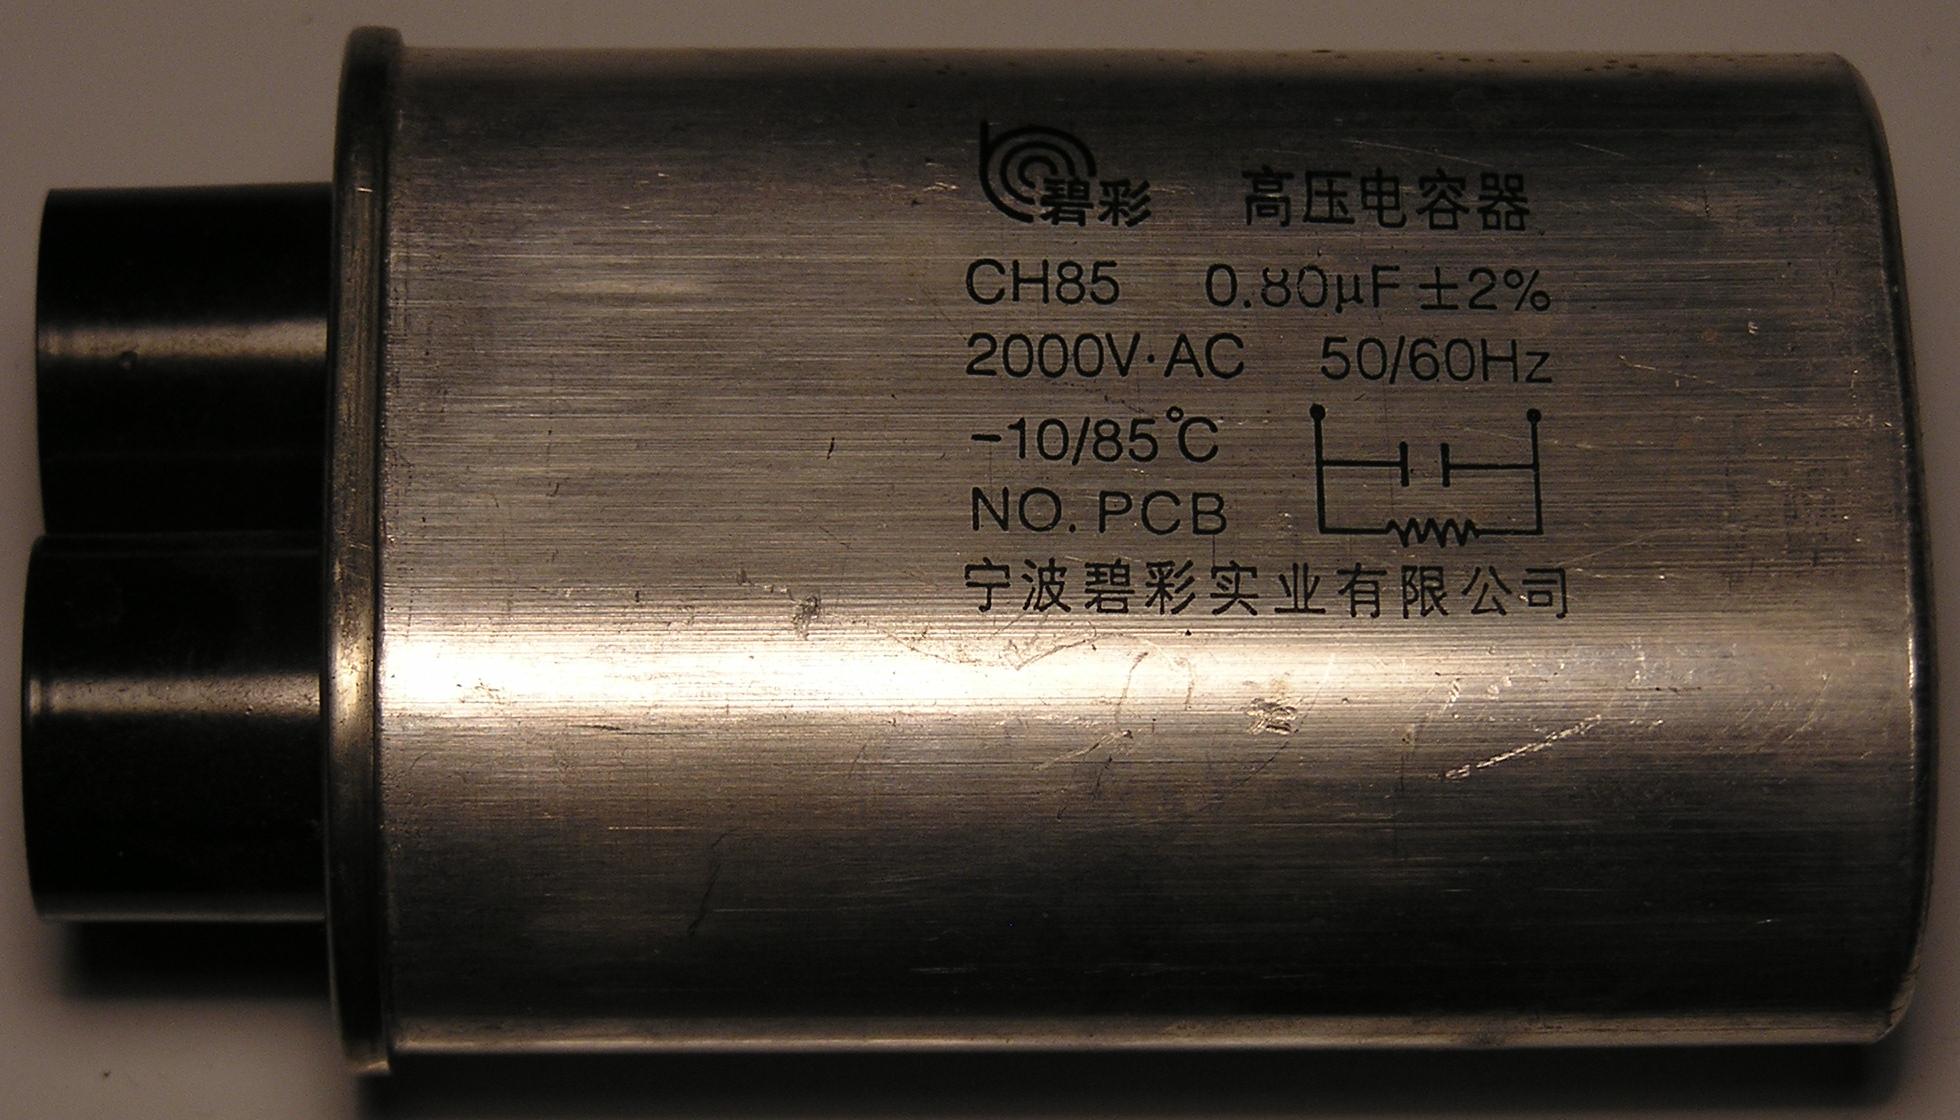 碧彩 高压电容器
CH85 0.80μF ±2%
2000V·AC 50/60Hz
-10/85℃
NO. PCB
宁波碧彩实业有限公司